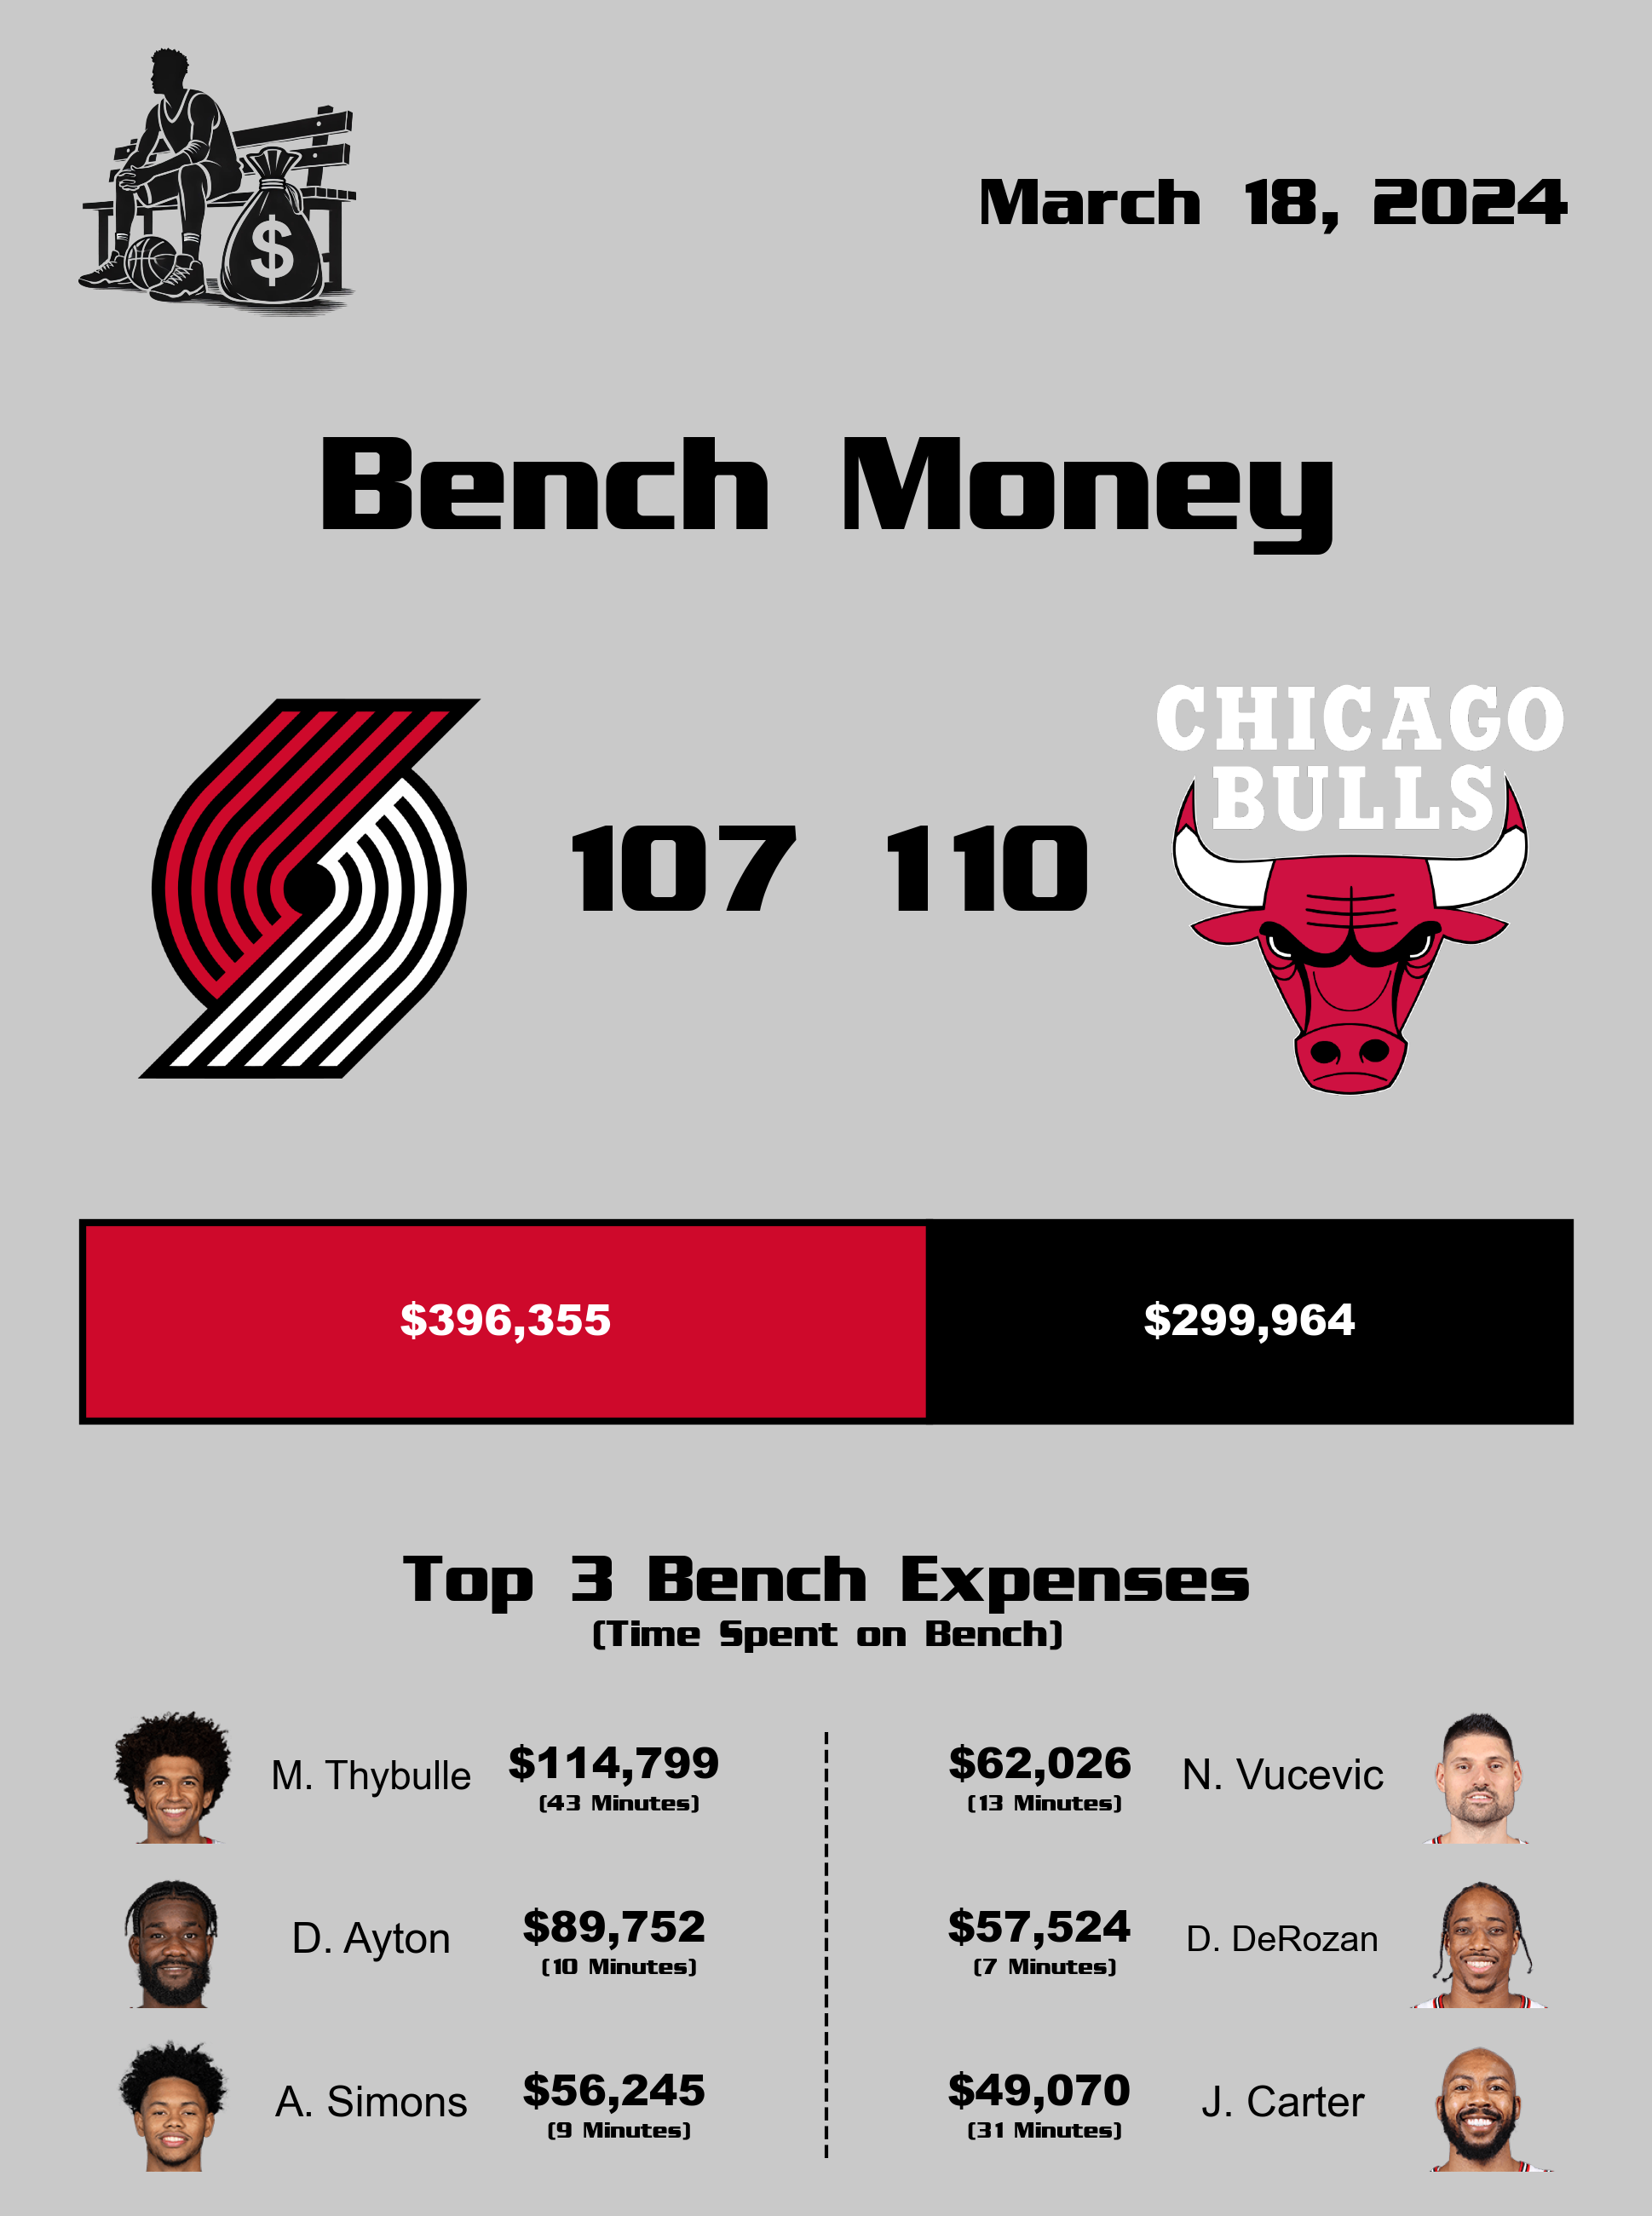 $
March 18, 2024
Bench Money
CHICAGO
BULLS
107 110
$396,355 $299,964
Top 3 Bench Expenses
(Time Spent on Bench)
M. Thybulle $114,799 $62,026 N. Vucevic
(43 Minutes) (13 Minutes)
D. Ayton $89,752 $57,524 D. DeRozan
(10 Minutes) (7 Minutes)
A. Simons $56,245 $49,070 J. Carter
(9 Minutes) (31 Minutes)